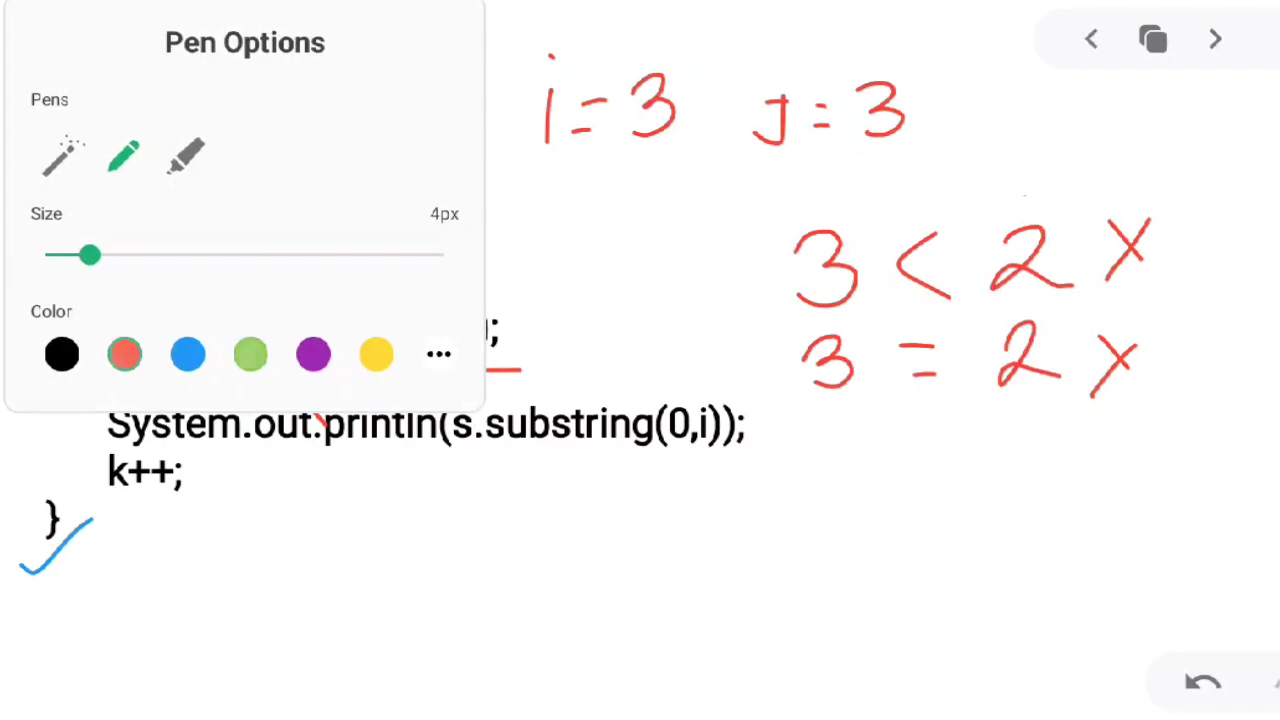 Pen Options
Pens
Size 4px
Color
i = 3 J = 3
3 < 2 x
3 = 2 x
;
System.out.println(s.substring(0,i));
k++;
}